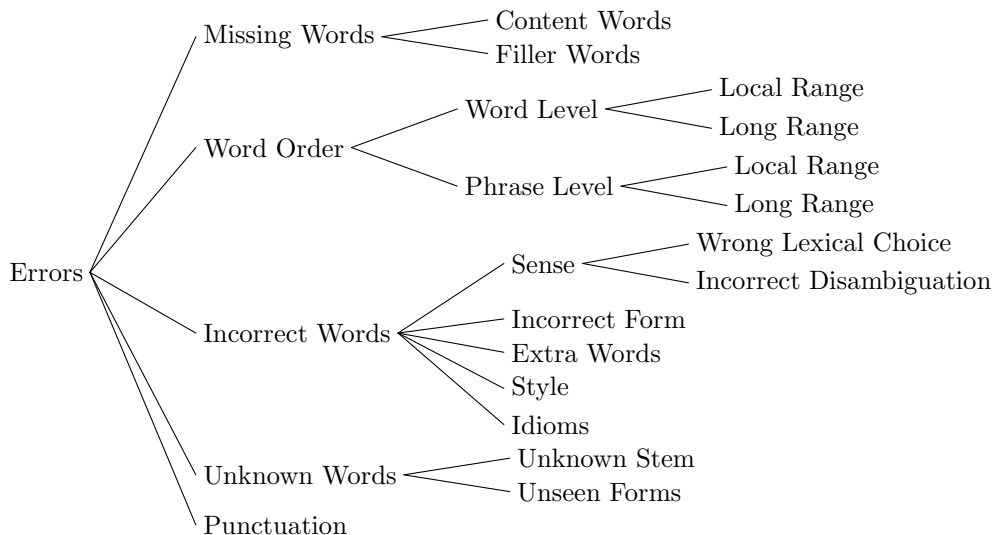 Errors
Missing Words
Content Words
Filler Words
Word Order
Word Level
Local Range
Long Range
Phrase Level
Local Range
Long Range
Incorrect Words
Sense
Wrong Lexical Choice
Incorrect Disambiguation
Incorrect Form
Extra Words
Style
Idioms
Unknown Words
Unknown Stem
Unseen Forms
Punctuation